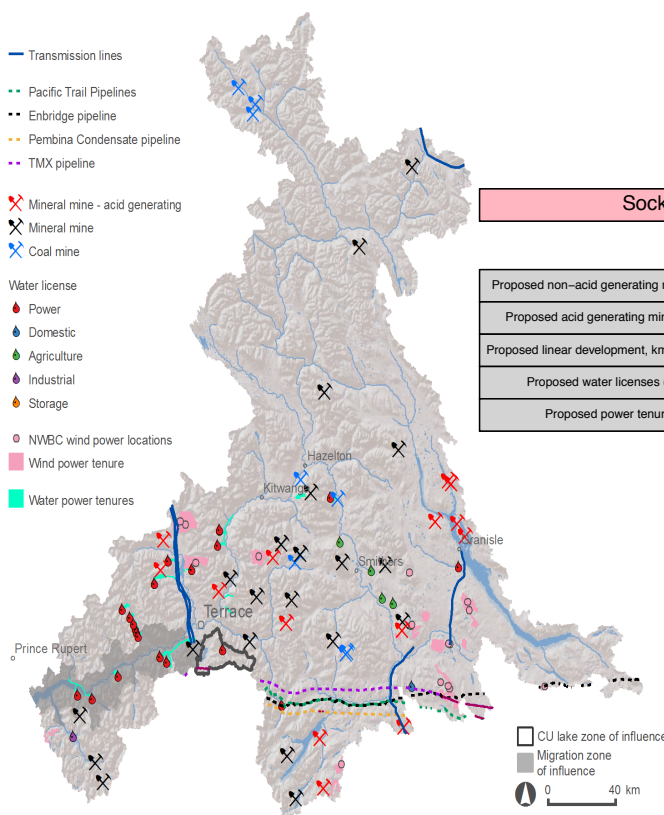 Transmission lines
Pacific Trail Pipelines
Enbridge pipeline
Pembina Condensate pipeline
TMX pipeline
Mineral mine - acid generating
Mineral mine
Coal mine
Water license
Power
Domestic
Agriculture
Industrial
Storage
NWBC wind power locations
Wind power tenure
Water power tenures
Sock
Proposed non−acid generating
Proposed acid generating min
Proposed linear development, km
Proposed water licenses
Proposed power tenur
Hazelton
Kitwang
Granisle
Smithers
Terrace
Prince Rupert
CU lake zone of influence
Migration zone
of influence
0 40 km